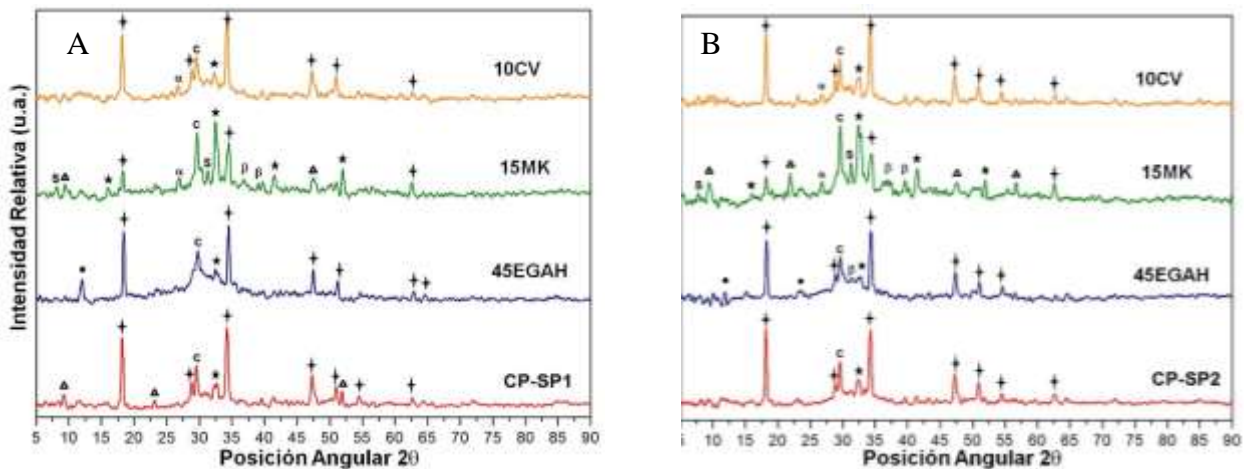 A
10CV
15MK
45EGAH
CP-SP1
Intensidad Relativa (u.a.)
5 10 15 20 25 30 35 40 45 50 55 60 65 70 75 80 85 90
Posición Angular 2θ
c
α
c
s
s
α
β
β
c
c
B
10CV
15MK
45EGAH
CP-SP2
5 10 15 20 25 30 35 40 45 50 55 60 65 70 75 80 85 90
Posición Angular 2θ
c
α
c
s
s
α
β
β
c
β
c